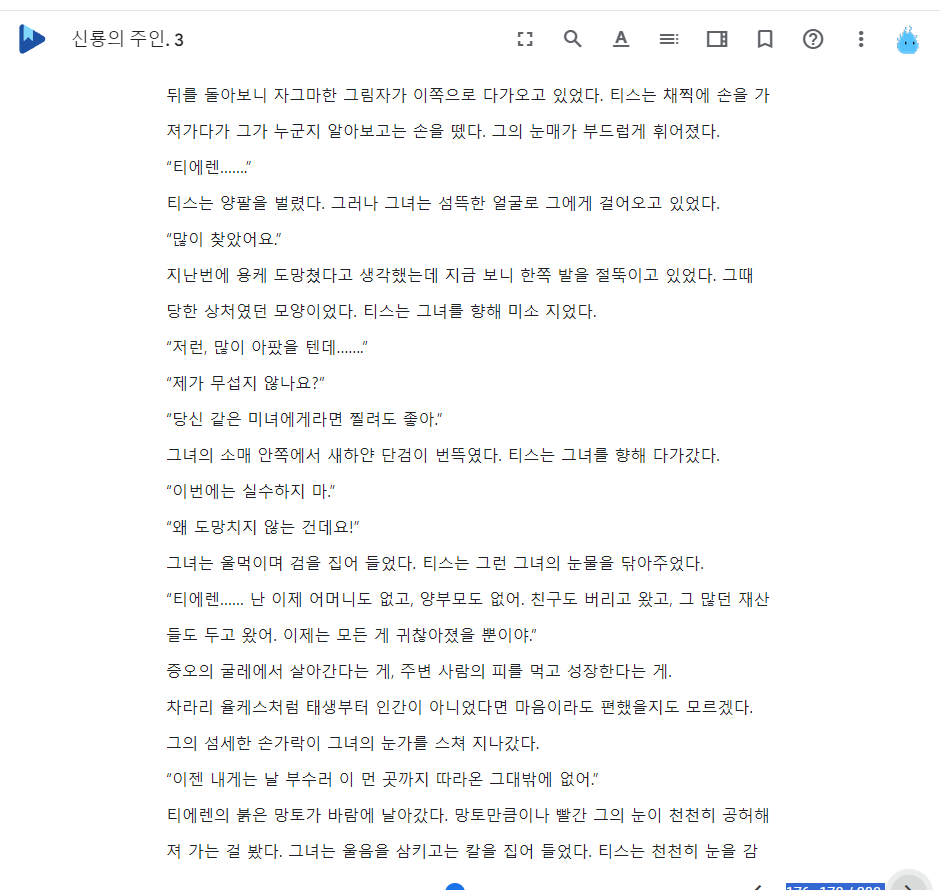 신룡의 주인. 3
뒤를 돌아보니 자그마한 그림자가 이쪽으로 다가오고 있었다. 티스는 채찍에 손을 가
져가다가 그가 누군지 알아보고는 손을 뗐다. 그의 눈매가 부드럽게 휘어졌다.
“티에렌.......”
티스는 양팔을 벌렸다. 그러나 그녀는 섬뜩한 얼굴로 그에게 걸어오고 있었다.
“많이 찾았어요.”
지난번에 용케 도망쳤다고 생각했는데 지금 보니 한쪽 발을 절뚝이고 있었다. 그때
당한 상처였던 모양이었다. 티스는 그녀를 향해 미소 지었다.
“저런, 많이 아팠을 텐데.......”
“제가 무섭지 않나요?”
“당신 같은 미녀에게라면 찔려도 좋아.”
그녀의 소매 안쪽에서 새하얀 단검이 번뜩였다. 티스는 그녀를 향해 다가갔다.
“이번에는 실수하지 마.”
“왜 도망치지 않는 건데요!”
그녀는 울먹이며 검을 집어 들었다. 티스는 그런 그녀의 눈물을 닦아주었다.
“티에렌...... 난 이제 어머니도 없고, 양부모도 없어. 친구도 버리고 왔고, 그 많던 재산
들도 두고 왔어. 이제는 모든 게 귀찮아졌을 뿐이야.”
증오의 굴레에서 살아간다는 게, 주변 사람의 피를 먹고 성장한다는 게.
차라리 율케스처럼 태생부터 인간이 아니었다면 마음이라도 편했을지도 모르겠다.
그의 섬세한 손가락이 그녀의 눈가를 스쳐 지나갔다.
“이젠 내게는 날 부수러 이 먼 곳까지 따라온 그대밖에 없어.”
티에렌의 붉은 망토가 바람에 날아갔다. 망토만큼이나 빨간 그의 눈이 천천히 공허해
져 가는 걸 봤다. 그녀는 울음을 삼키고는 칼을 집어 들었다. 티스는 천천히 눈을 감